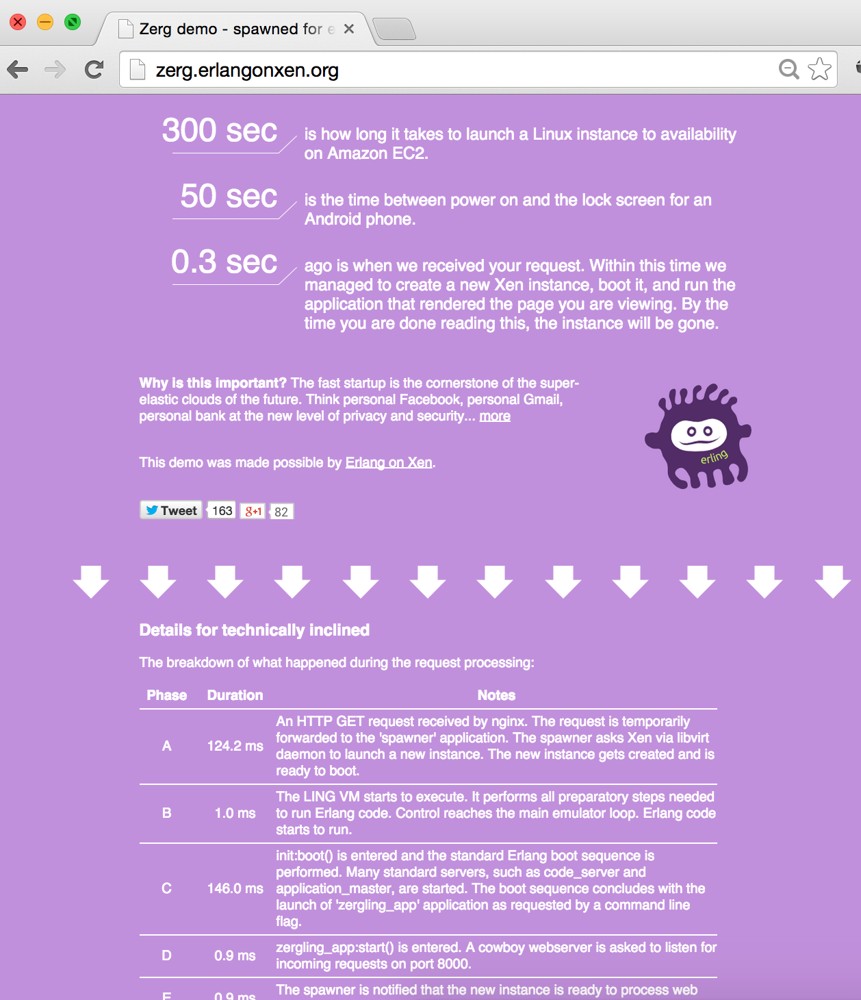 Zerg demo - spawned for e
zerg.erlangonxen.org
300 sec
is how long it takes to launch a Linux instance to availability
on Amazon EC2.
50 sec
is the time between power on and the lock screen for an
Android phone.
0.3 sec
ago is when we received your request. Within this time we
managed to create a new Xen instance, boot it, and run the
application that rendered the page you are viewing. By the
time you are done reading this, the instance will be gone.
Why is this important? The fast startup is the cornerstone of the super-
elastic clouds of the future. Think personal Facebook, personal Gmail,
personal bank at the new level of privacy and security... more
erling
This demo was made possible by Erlang on Xen.
Tweet 163 g+1 82
Details for technically inclined
The breakdown of what happened during the request processing:
Phase Duration Notes
An HTTP GET request received by nginx. The request is temporarily
forwarded to the 'spawner' application. The spawner asks Xen via libvirt
A 124.2 ms
daemon to launch a new instance. The new instance gets created and is
ready to boot.
The LING VM starts to execute. It performs all preparatory steps needed
B 1.0 ms to run Erlang code. Control reaches the main emulator loop. Erlang code
starts to run.
init:boot() is entered and the standard Erlang boot sequence is
performed. Many standard servers, such as code_server and
C 146.0 ms application_master, are started. The boot sequence concludes with the
launch of 'zergling_app' application as requested by a command line
flag.
zergling_app:start() is entered. A cowboy webserver is asked to listen for
D 0.9 ms
incoming requests on port 8000.
The spawner is notified that the new instance is ready to process web
E 0.9 ms